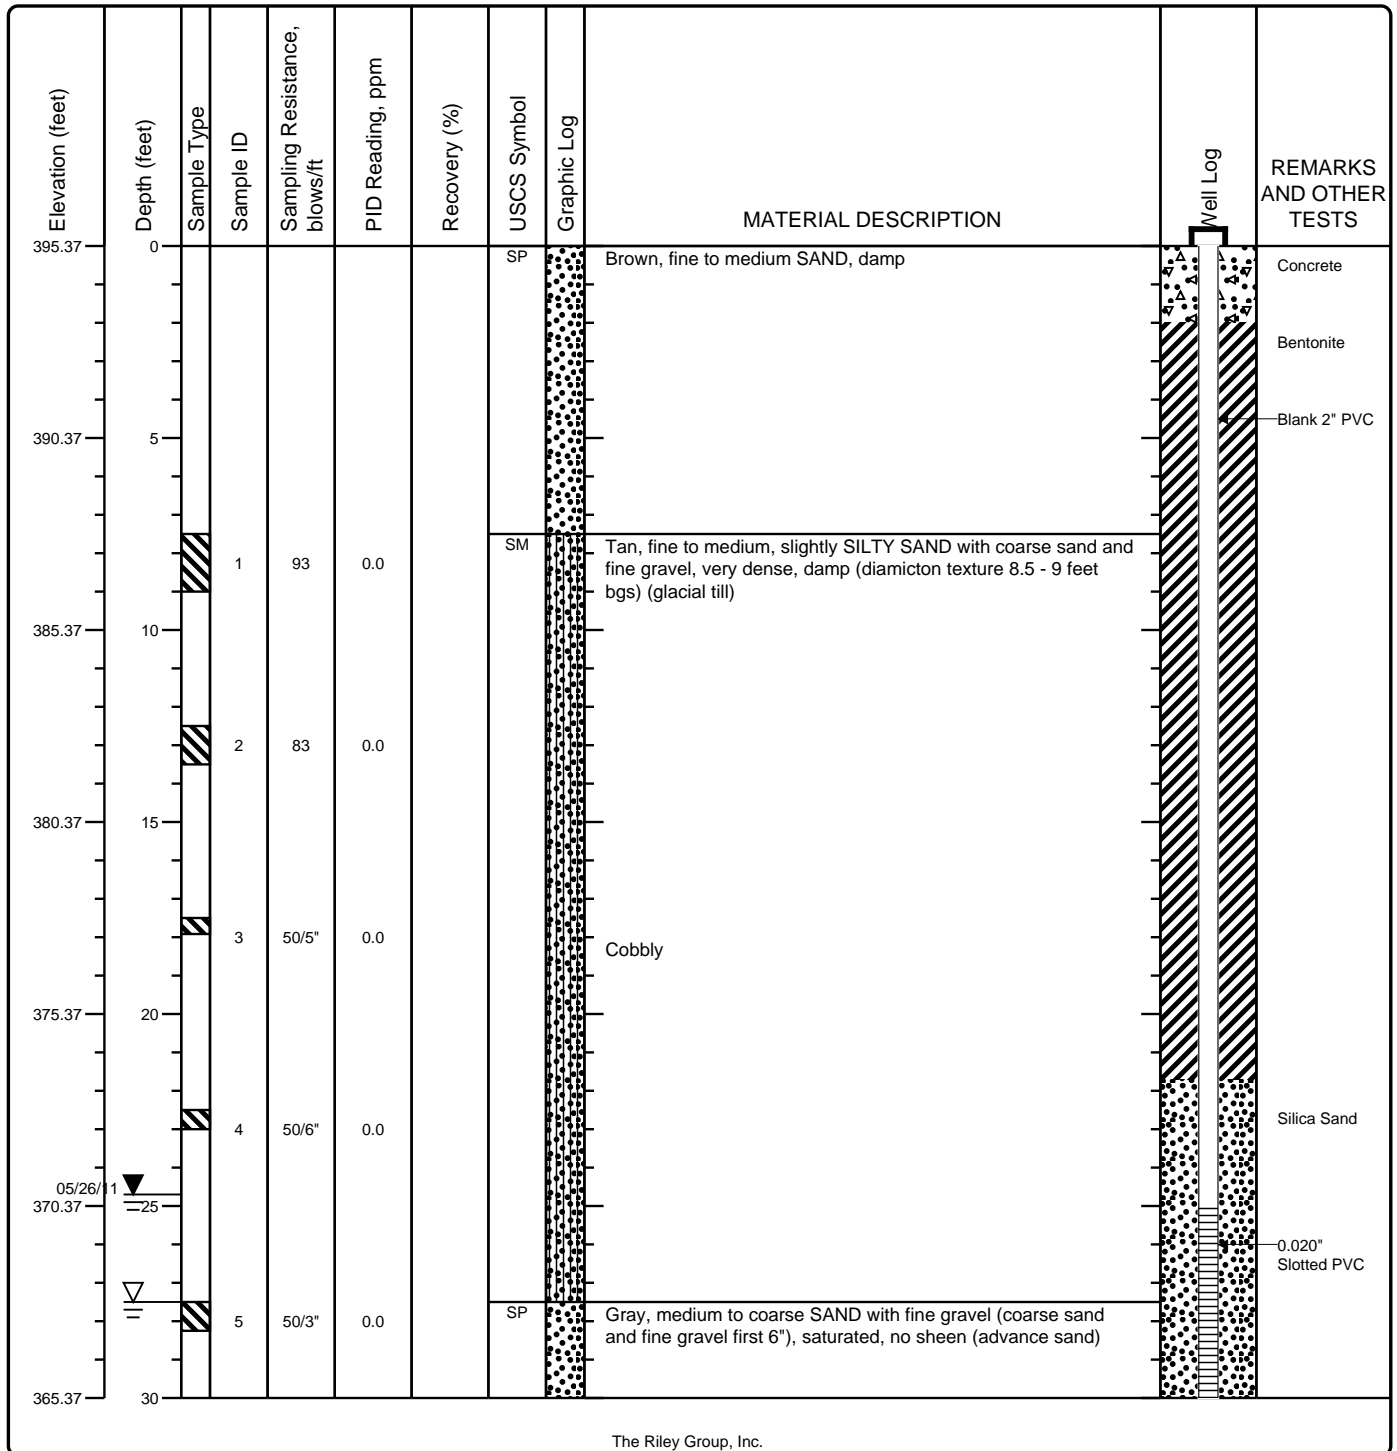 Elevation (feet)
Depth (feet)
Sample Type
Sample ID
Sampling Resistance,
blows/ft
PID Reading, ppm
Recovery (%)
USCS Symbol
Graphic Log
MATERIAL DESCRIPTION
Well Log
REMARKS
AND OTHER
TESTS
395.37
0
SP
Brown, fine to medium SAND, damp
Concrete
Bentonite
Blank 2" PVC
390.37
5
SM
Tan, fine to medium, slightly SILTY SAND with coarse sand and
fine gravel, very dense, damp (diamicton texture 8.5 - 9 feet
bgs) (glacial till)
1
93
0.0
385.37
10
2
83
0.0
380.37
15
3
50/5"
0.0
Cobbly
375.37
20
4
50/6"
0.0
Silica Sand
05/26/11
370.37
25
0.020"
Slotted PVC
SP
Gray, medium to coarse SAND with fine gravel (coarse sand
and fine gravel first 6"), saturated, no sheen (advance sand)
5
50/3"
0.0
365.37
30
The Riley Group, Inc.